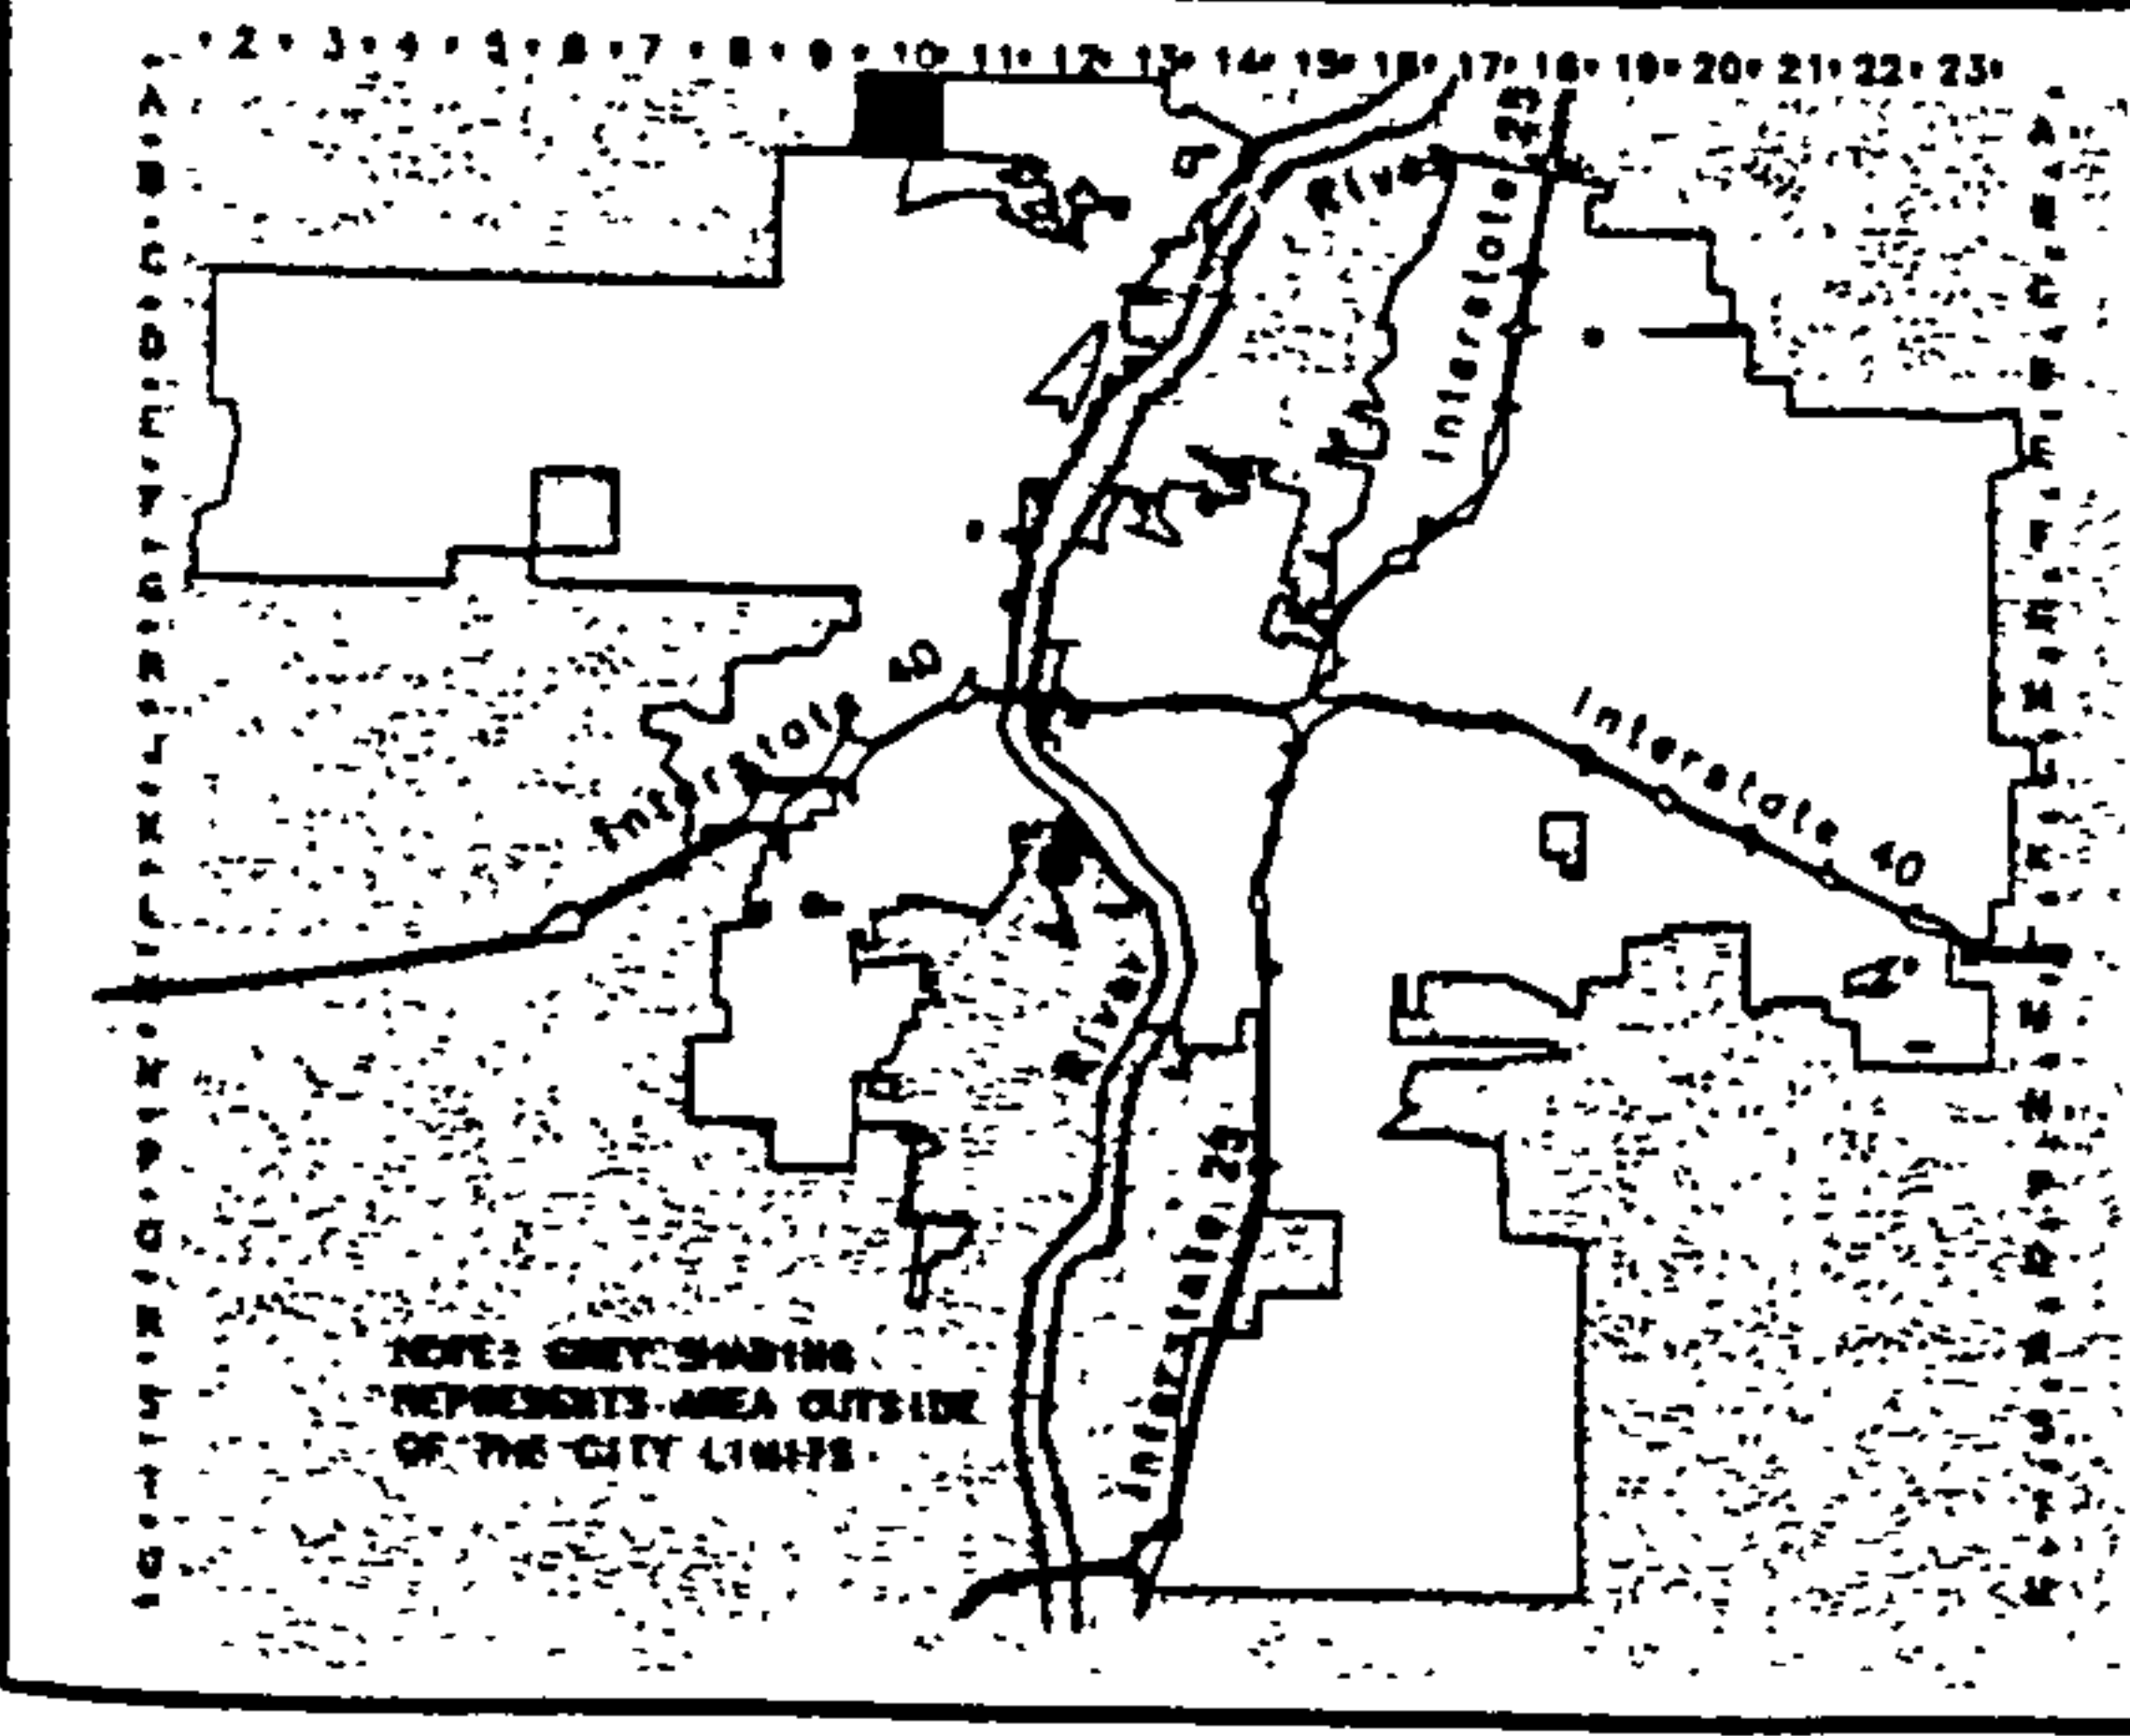 2 3 4 5 6 7 8 9 10 11 12 13 14 15 16 17 18 19 20 21 22 23
A
B
C
D
E
F
G
H
J
K
L
N
P
Q
R
S
T
A
C
E
F
K
L
M
N
S
T
River
Interstate 25
Interstate 40
Interstate 40
River
Interstate 25
NOTE: GREY SHADING
REPRESENTS AREA OUTSIDE
OF THE CITY LIMITS